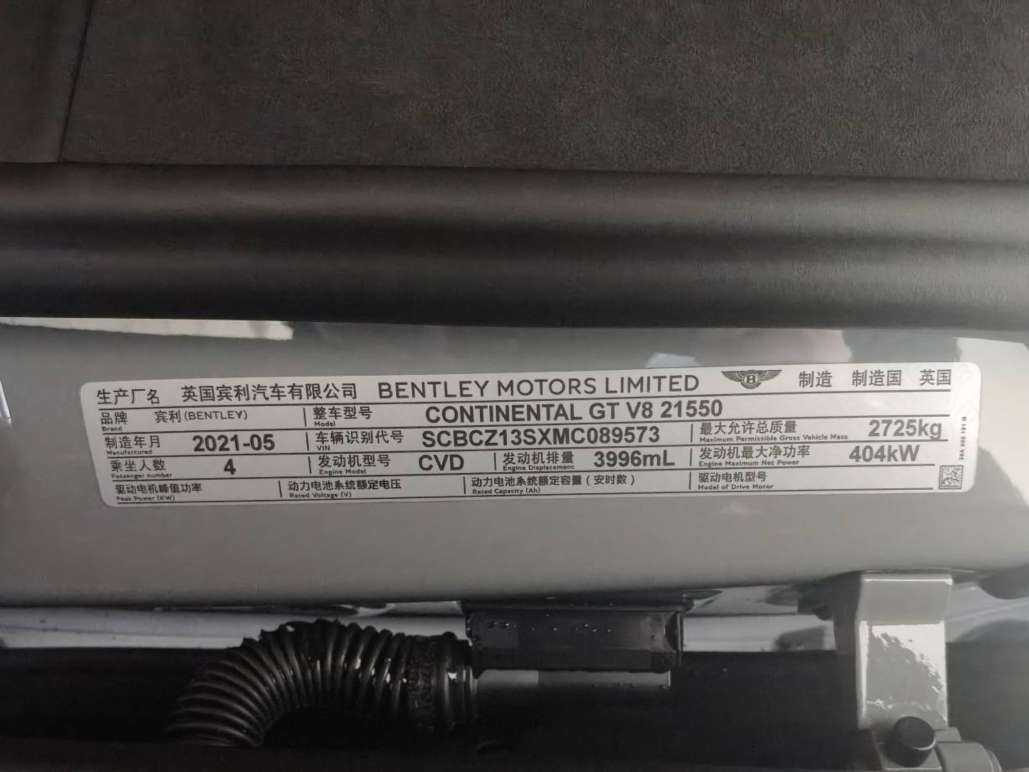 生产厂名 英国宾利汽车有限公司 BENTLEY MOTORS LIMITED B 制造 制造国 英国
品牌 宾利(BENTLEY) 整车型号 CONTINENTAL GT V8 21550
Brand Model
制造年月 2021-05 车辆识别代号 SCBCZ13SXMC089573 最大允许总质量 2725kg
Manufactured VIN Maximum Permissible Gross Vehicle Mass
乘坐人数 4 发动机型号 CVD 发动机排量 3996mL 发动机最大净功率 404kW
Passenger number Engine Model Engine Displacement Engine Maximum Net Power
驱动电机峰值功率 动力电池系统额定电压 动力电池系统额定容量(安时数) 驱动电机型号
Peak Power (KW) Rated Voltage (V) Rated Capacity (Ah) Model of Drive Motor